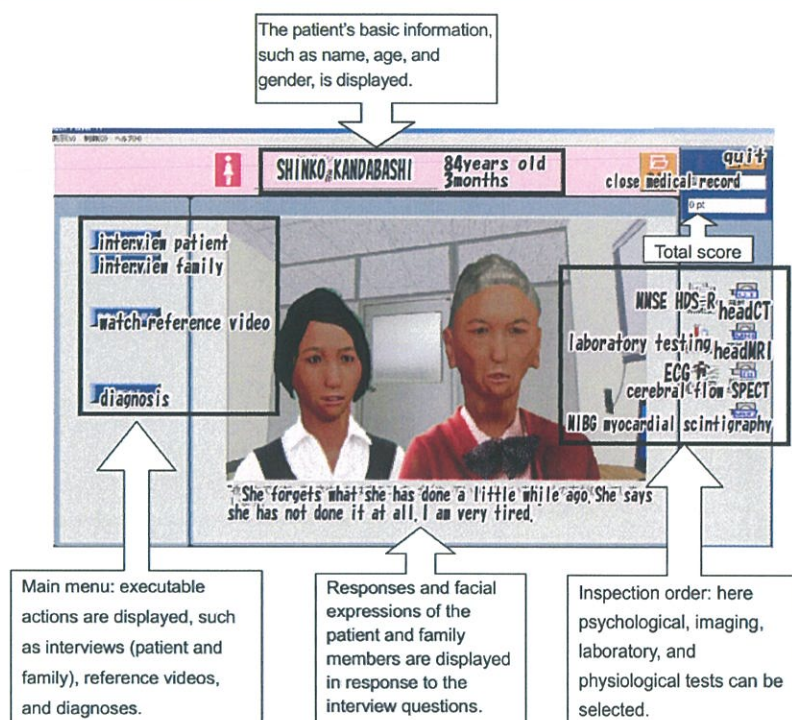 The patient's basic information,
such as name, age, and
gender, is displayed.
ヘルプ(H)
SHINKO KANDABASHI
84years old
3months
quit
close medical record
0 pt
Total score
interview patient
interview family
watch reference video
diagnosis
MMSE HDS-R headCT
laboratory testing headMRI
ECG
cerebral flow SPECT
MIBG myocardial scintigraphy
She forgets what she has done a little while ago. She says
she has not done it at all. I am very tired.
Main menu: executable
actions are displayed, such
as interviews (patient and
family), reference videos,
and diagnoses.
Responses and facial
expressions of the
patient and family
members are displayed
in response to the
interview questions.
Inspection order: here
psychological, imaging,
laboratory, and
physiological tests can be
selected.